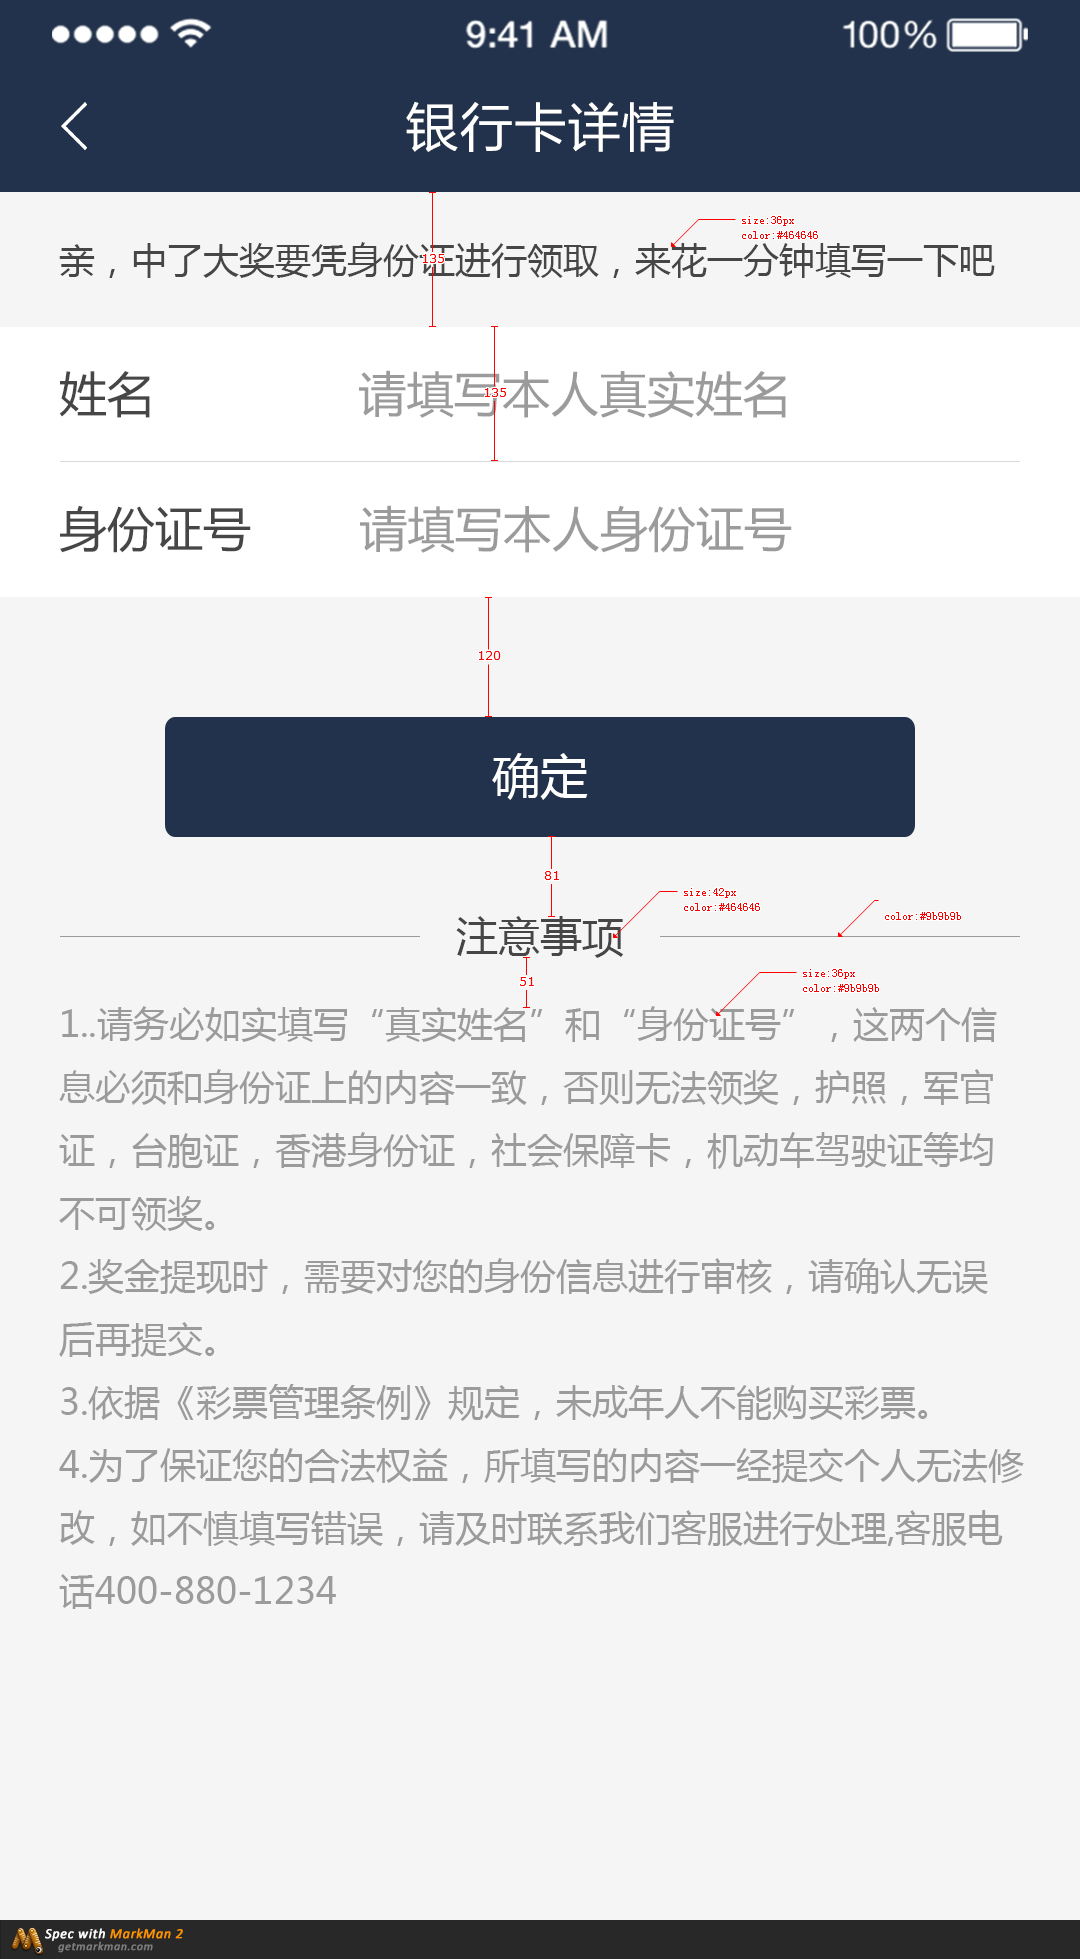 9:41 AM 100%
银行卡详情
size:36px
color:#464646
亲，中了大奖要凭身份证进行领取，来花一分钟填写一下吧
135
姓名 请填写本人真实姓名
135
身份证号 请填写本人身份证号
120
确定
81
size:42px
color:#464646
color:#9b9b9b
注意事项
51
size:36px
color:#9b9b9b
1..请务必如实填写“真实姓名”和“身份证号”，这两个信
息必须和身份证上的内容一致，否则无法领奖，护照，军官
证，台胞证，香港身份证，社会保障卡，机动车驾驶证等均
不可领奖。
2.奖金提现时，需要对您的身份信息进行审核，请确认无误
后再提交。
3.依据《彩票管理条例》规定，未成年人不能购买彩票。
4.为了保证您的合法权益，所填写的内容一经提交个人无法修
改，如不慎填写错误，请及时联系我们客服进行处理,客服电
话400-880-1234
Spec with MarkMan 2
getmarkman.com